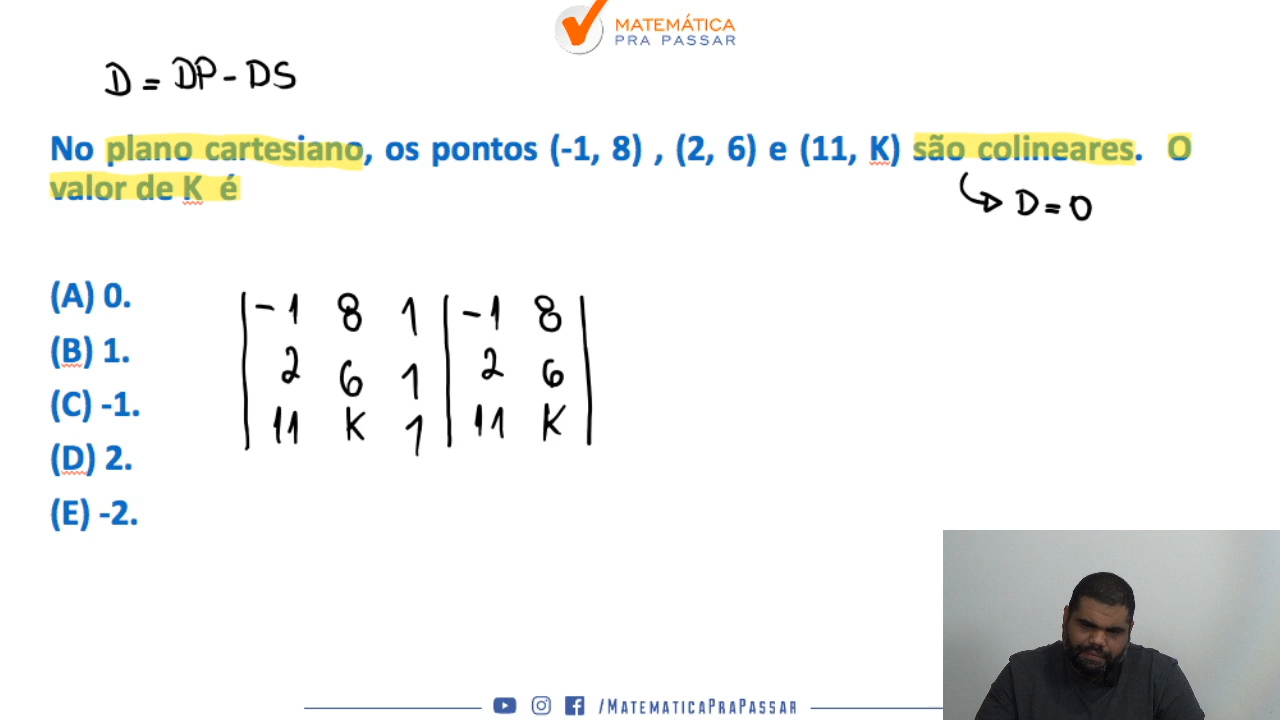 MATEMÁTICA
PRA PASSAR
D = DP - DS
No plano cartesiano, os pontos (-1, 8) , (2, 6) e (11, K) são colineares. O
valor de K é
D = 0
(A) 0.
(B) 1.
(C) -1.
(D) 2.
(E) -2.
| -1 8 1 | -1 8 |
| 2 6 1 | 2 6 |
| 11 K 1 | 11 K |
/MATEMATICAPRAPASSAR